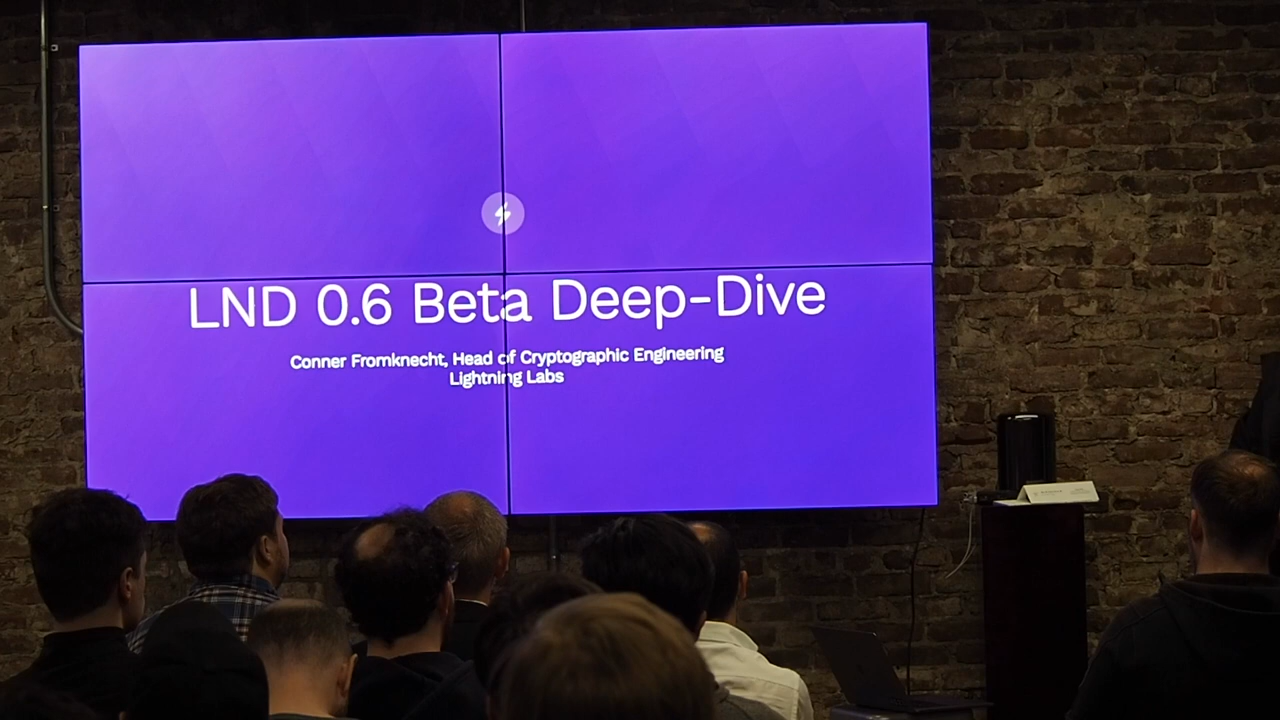 LND 0.6 Beta Deep-Dive
Conner Fromknecht, Head of Cryptographic Engineering
Lightning Labs